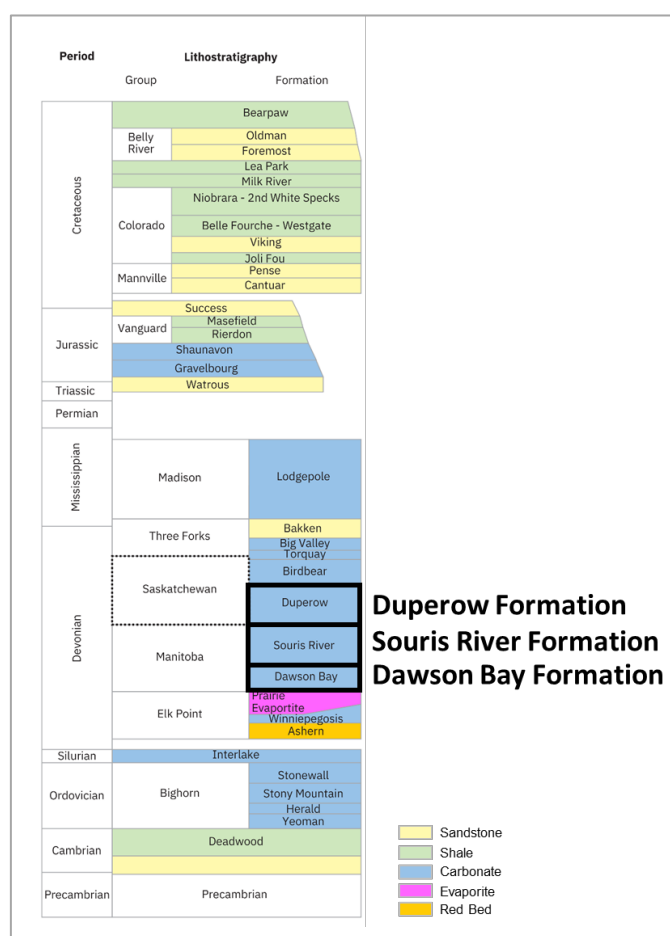 Period Lithostratigraphy
Group Formation
Cretaceous
Bearpaw
Belly
River
Oldman
Foremost
Lea Park
Milk River
Colorado
Niobrara - 2nd White Specks
Belle Fourche - Westgate
Viking
Joli Fou
Mannville
Pense
Cantuar
Jurassic
Success
Vanguard
Masefield
Rierdon
Shaunavon
Gravelbourg
Triassic
Watrous
Permian
Mississippian
Madison
Lodgepole
Devonian
Three Forks
Bakken
Big Valley
Torquay
Saskatchewan
Birdbear
Duperow
Duperow Formation
Manitoba
Souris River
Souris River Formation
Dawson Bay
Dawson Bay Formation
Elk Point
Prairie
Evaportite
Winniepegosis
Ashern
Silurian
Interlake
Ordovician
Bighorn
Stonewall
Stony Mountain
Herald
Yeoman
Cambrian
Deadwood
Precambrian
Precambrian
Sandstone
Shale
Carbonate
Evaporite
Red Bed